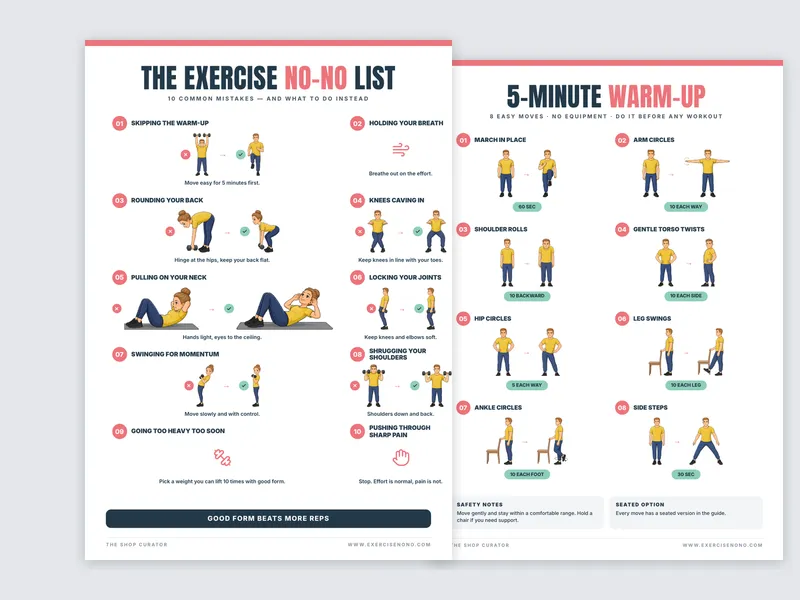 THE EXERCISE NO-NO LIST
10 COMMON MISTAKES — AND WHAT TO DO INSTEAD
01 SKIPPING THE WARM-UP
Move easy for 5 minutes first.
02 HOLDING YOUR BREATH
Breathe out on the effort.
03 ROUNDING YOUR BACK
Hinge at the hips, keep your back flat.
04 KNEES CAVING IN
Keep knees in line with your toes.
05 PULLING ON YOUR NECK
Hands light, eyes to the ceiling.
06 LOCKING YOUR JOINTS
Keep knees and elbows soft.
07 SWINGING FOR MOMENTUM
Move slowly and with control.
08 SHRUGGING YOUR
SHOULDERS
Shoulders down and back.
09 GOING TOO HEAVY TOO SOON
Pick a weight you can lift 10 times with good form.
10 PUSHING THROUGH
SHARP PAIN
Stop. Effort is normal, pain is not.
GOOD FORM BEATS MORE REPS
THE SHOP CURATOR
WWW.EXERCISENONO.COM
5-MINUTE WARM-UP
8 EASY MOVES · NO EQUIPMENT · DO IT BEFORE ANY WORKOUT
01 MARCH IN PLACE
60 SEC
02 ARM CIRCLES
10 EACH WAY
03 SHOULDER ROLLS
10 BACKWARD
04 GENTLE TORSO TWISTS
10 EACH SIDE
05 HIP CIRCLES
5 EACH WAY
06 LEG SWINGS
10 EACH LEG
07 ANKLE CIRCLES
10 EACH FOOT
08 SIDE STEPS
30 SEC
SAFETY NOTES
Move gently and stay within a comfortable range. Hold a
chair if you need support.
SEATED OPTION
Every move has a seated version in the guide.
THE SHOP CURATOR
WWW.EXERCISENONO.COM